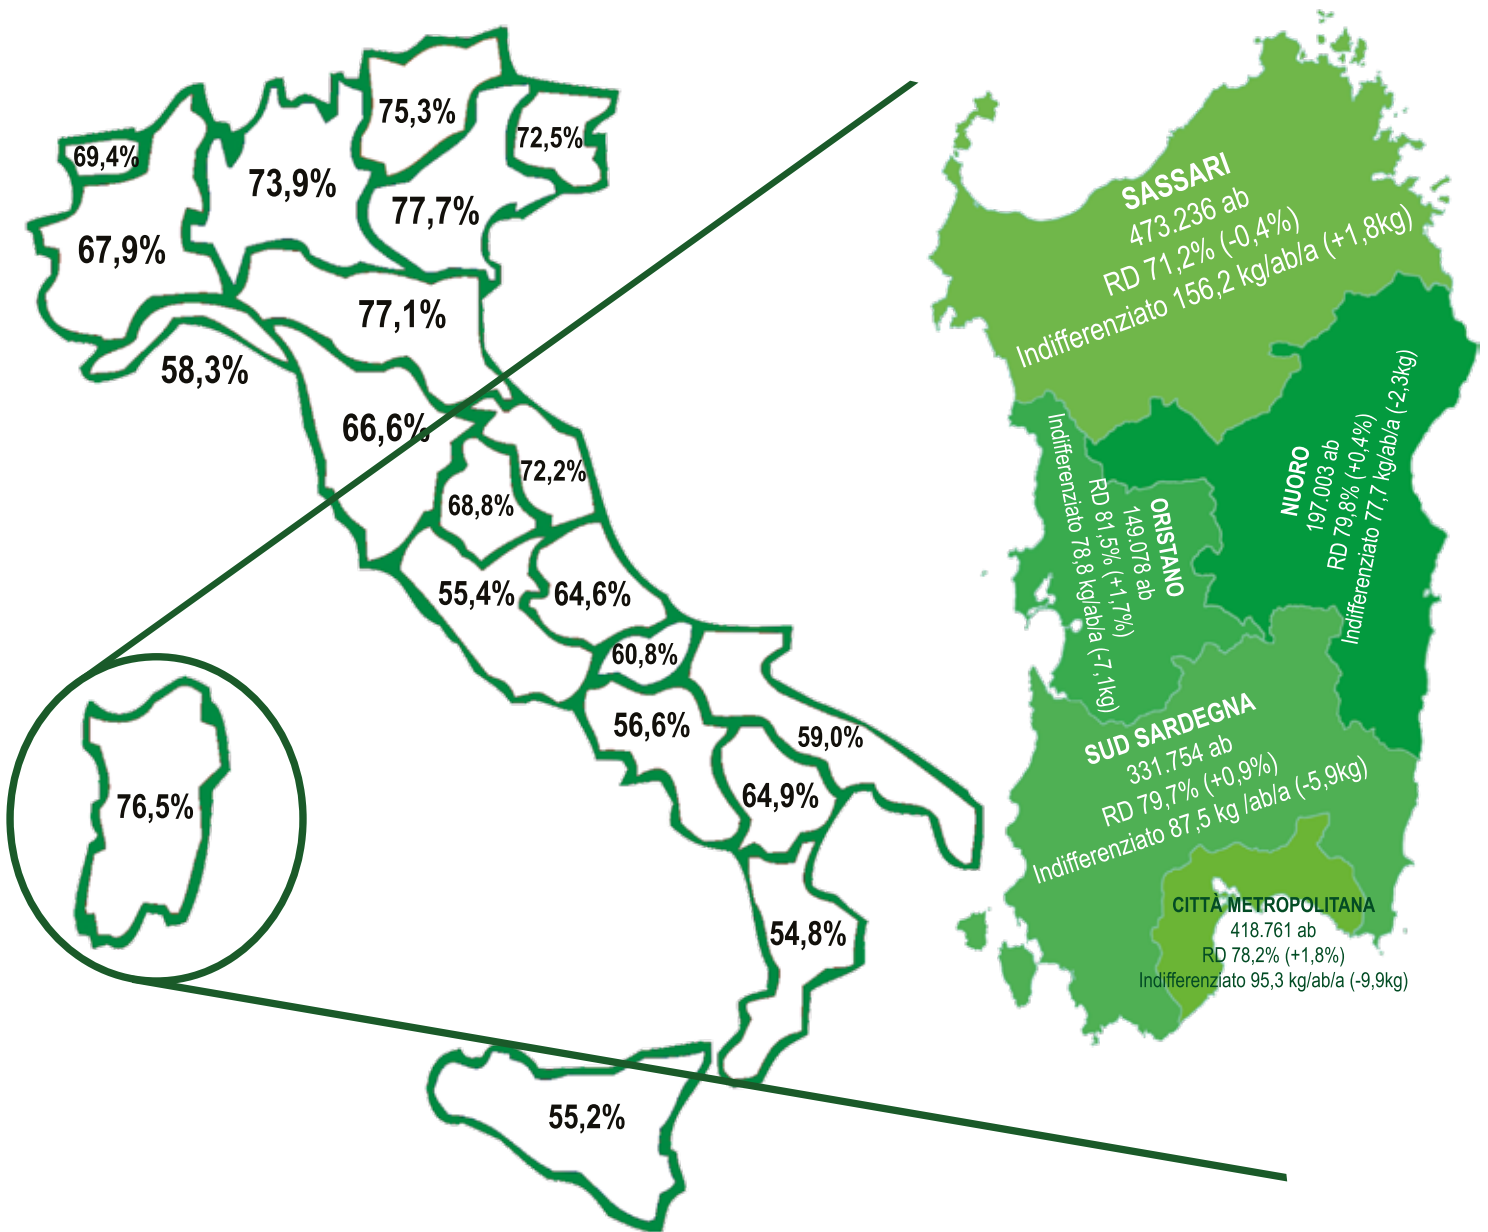 75,3%
72,5%
69,4%
73,9%
77,7%
67,9%
77,1%
58,3%
66,6%
72,2%
68,8%
55,4%
64,6%
60,8%
56,6%
59,0%
64,9%
76,5%
54,8%
55,2%
SASSARI
473.236 ab
RD 71,2% (-0,4%)
Indifferenziato 156,2 kg/ab/a (+1,8kg)
NUORO
197.003 ab
RD 79,8% (+0,4%)
Indifferenziato 77,7 kg/ab/a (-2,3kg)
ORISTANO
149.078 ab
RD 81,5% (+1,7%)
Indifferenziato 78,8 kg/ab/a (-7,1kg)
SUD SARDEGNA
331.754 ab
RD 79,7% (+0,9%)
Indifferenziato 87,5 kg /ab/a (-5,9kg)
CITTÀ METROPOLITANA
418.761 ab
RD 78,2% (+1,8%)
Indifferenziato 95,3 kg/ab/a (-9,9kg)